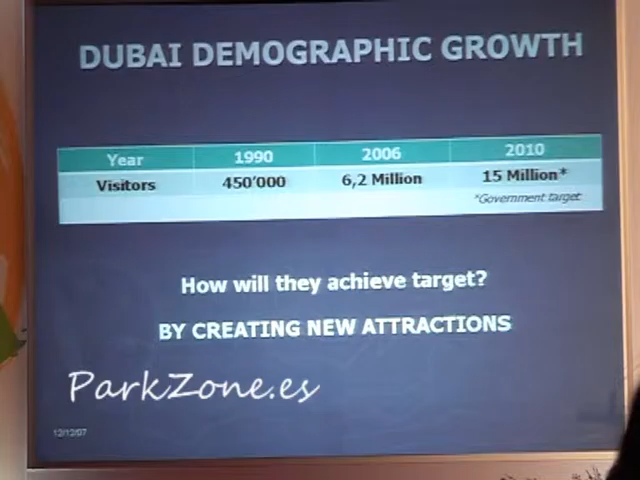 DUBAI DEMOGRAPHIC GROWTH
Year 1990 2006 2010
Visitors 450'000 6,2 Million 15 Million*
*Government target
How will they achieve target?
BY CREATING NEW ATTRACTIONS
ParkZone.es
12/12/07